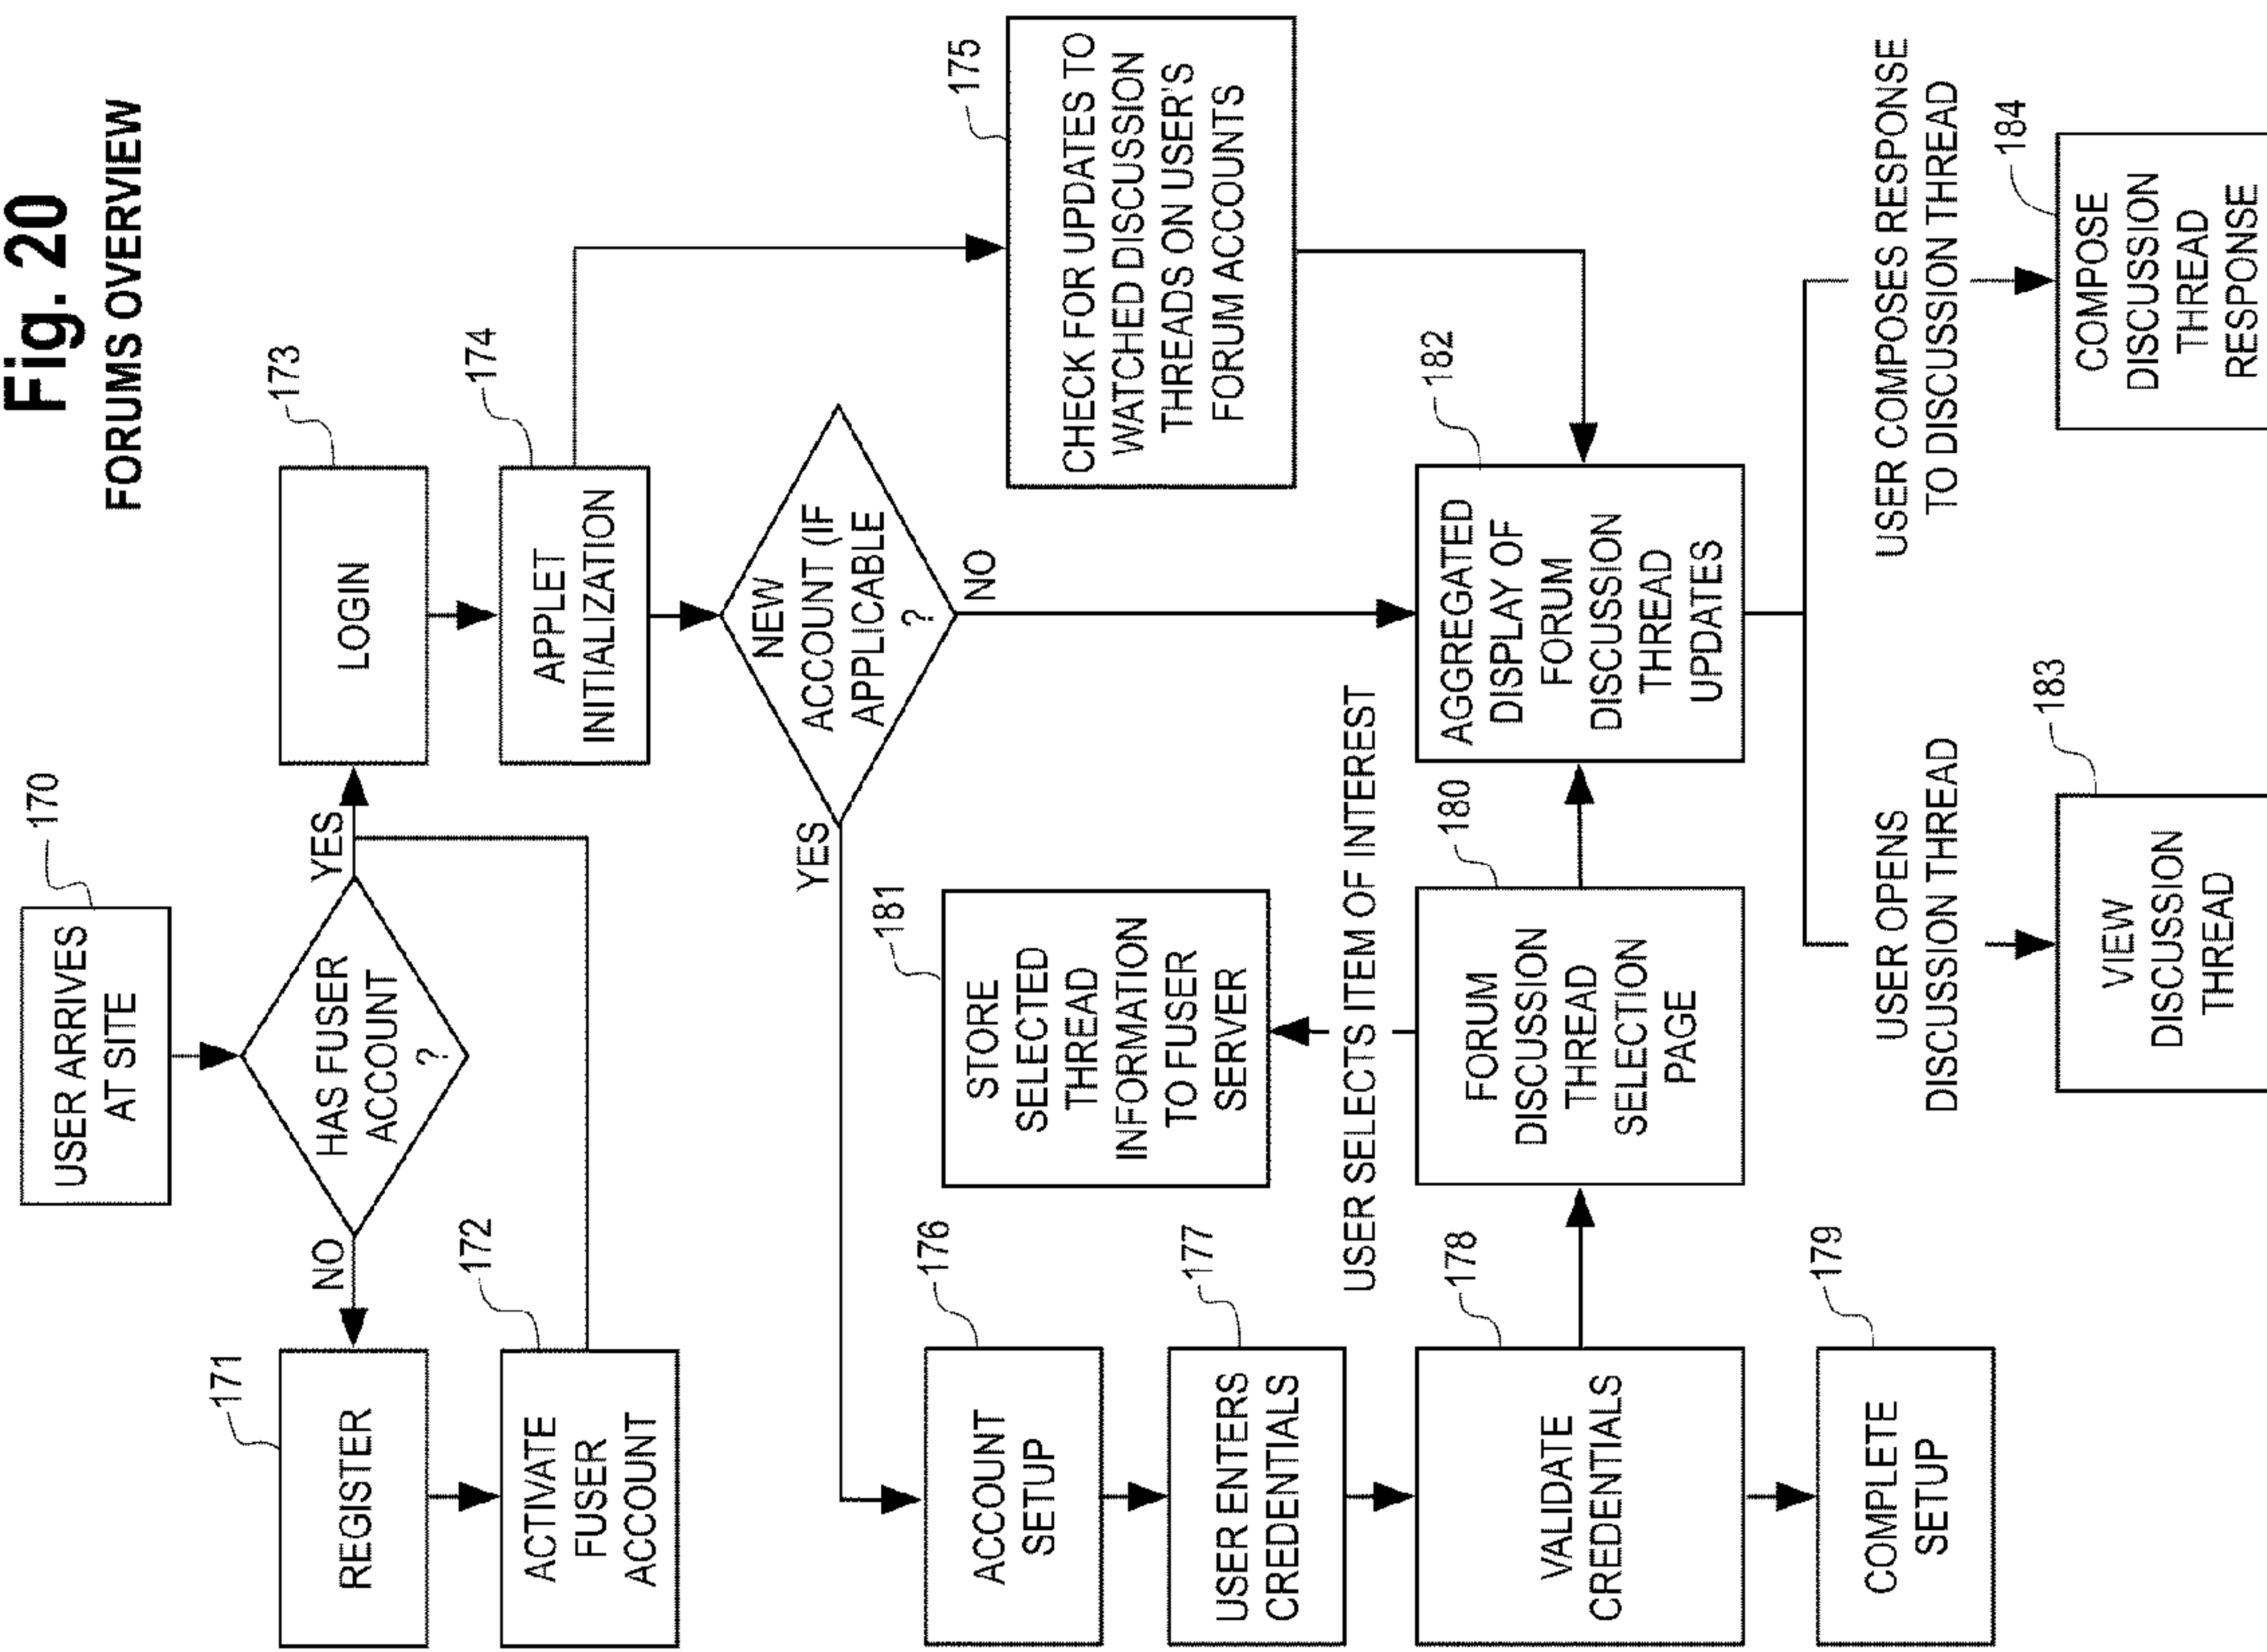 Fig. 20
FORUMS OVERVIEW
170
USER ARRIVES
AT SITE
HAS FUSER
ACCOUNT
?
NO
YES
171
REGISTER
172
ACTIVATE
FUSER
ACCOUNT
173
LOGIN
174
APPLET
INITIALIZATION
NEW
ACCOUNT (IF
APPLICABLE
?
YES
NO
175
CHECK FOR UPDATES TO
WATCHED DISCUSSION
THREADS ON USER'S
FORUM ACCOUNTS
176
ACCOUNT
SETUP
177
USER ENTERS
CREDENTIALS
178
VALIDATE
CREDENTIALS
179
COMPLETE
SETUP
181
STORE
SELECTED
THREAD
INFORMATION
TO FUSER
SERVER
USER SELECTS ITEM OF INTEREST
180
FORUM
DISCUSSION
THREAD
SELECTION
PAGE
182
AGGREGATED
DISPLAY OF
FORUM
DISCUSSION
THREAD
UPDATES
USER OPENS
DISCUSSION THREAD
183
VIEW
DISCUSSION
THREAD
USER COMPOSES RESPONSE
TO DISCUSSION THREAD
184
COMPOSE
DISCUSSION
THREAD
RESPONSE